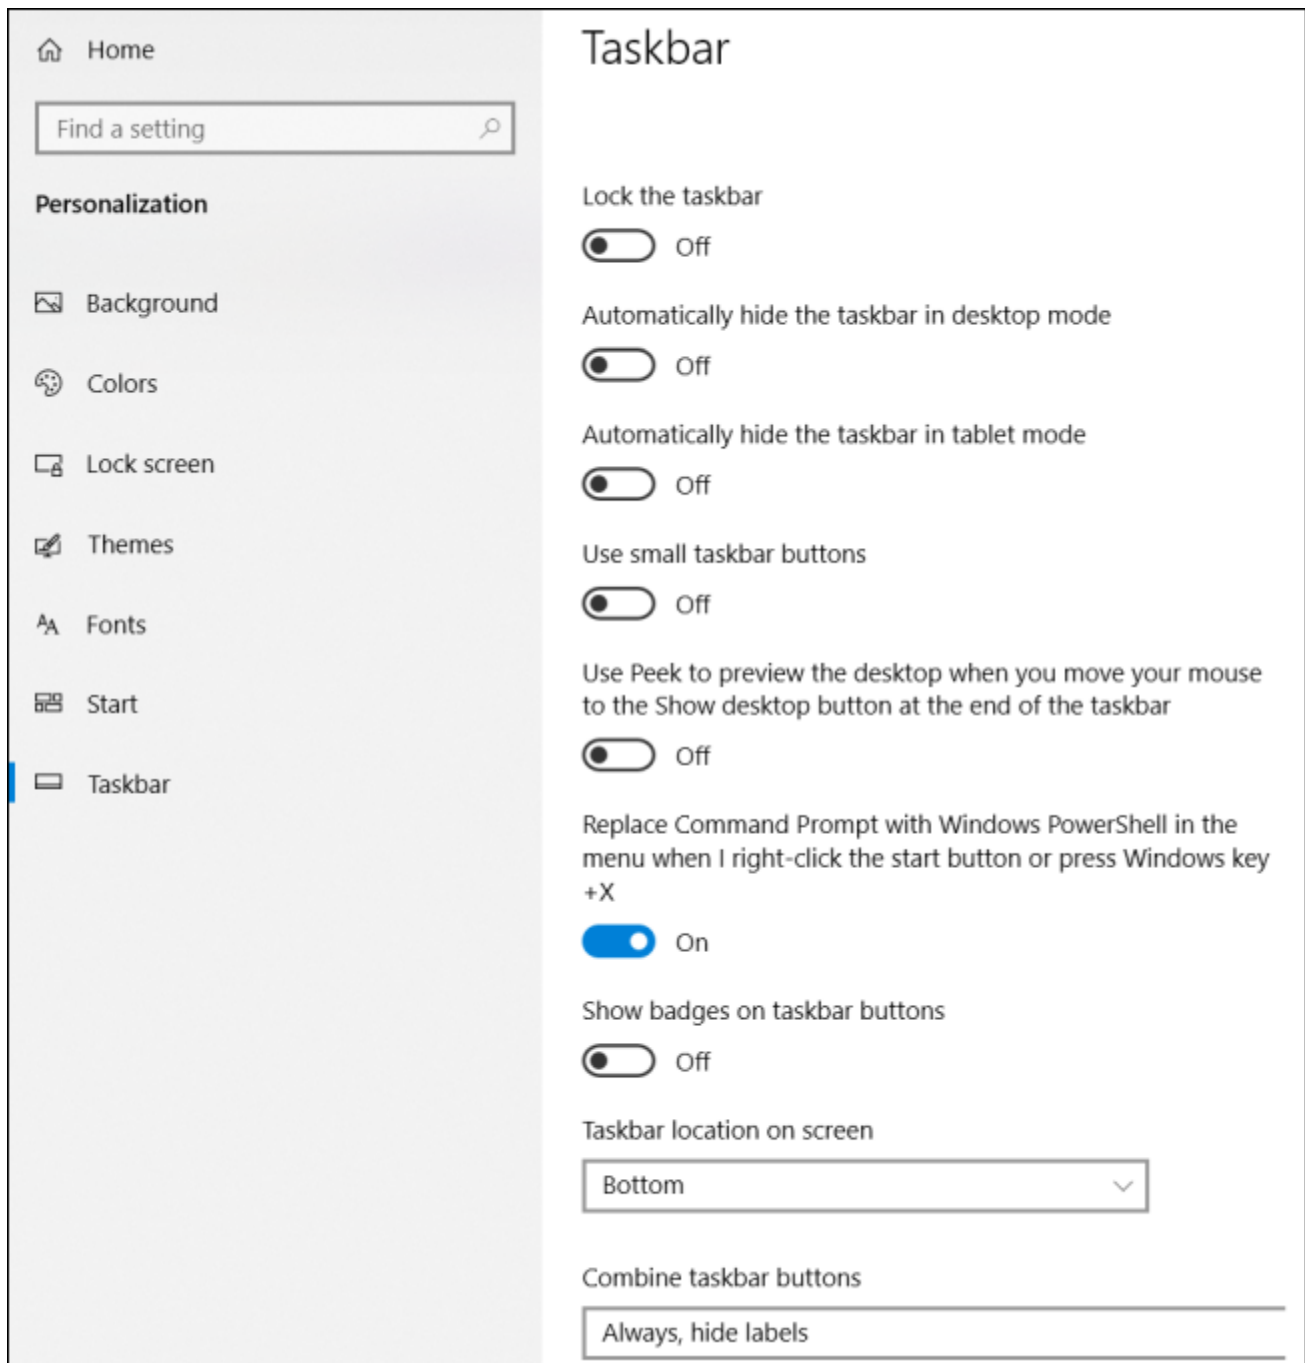 Home
Find a setting
Personalization
Background
Colors
Lock screen
Themes
Fonts
Start
Taskbar
Taskbar
Lock the taskbar
Off
Automatically hide the taskbar in desktop mode
Off
Automatically hide the taskbar in tablet mode
Off
Use small taskbar buttons
Off
Use Peek to preview the desktop when you move your mouse
to the Show desktop button at the end of the taskbar
Off
Replace Command Prompt with Windows PowerShell in the
menu when I right-click the start button or press Windows key
+X
On
Show badges on taskbar buttons
Off
Taskbar location on screen
Bottom
Combine taskbar buttons
Always, hide labels